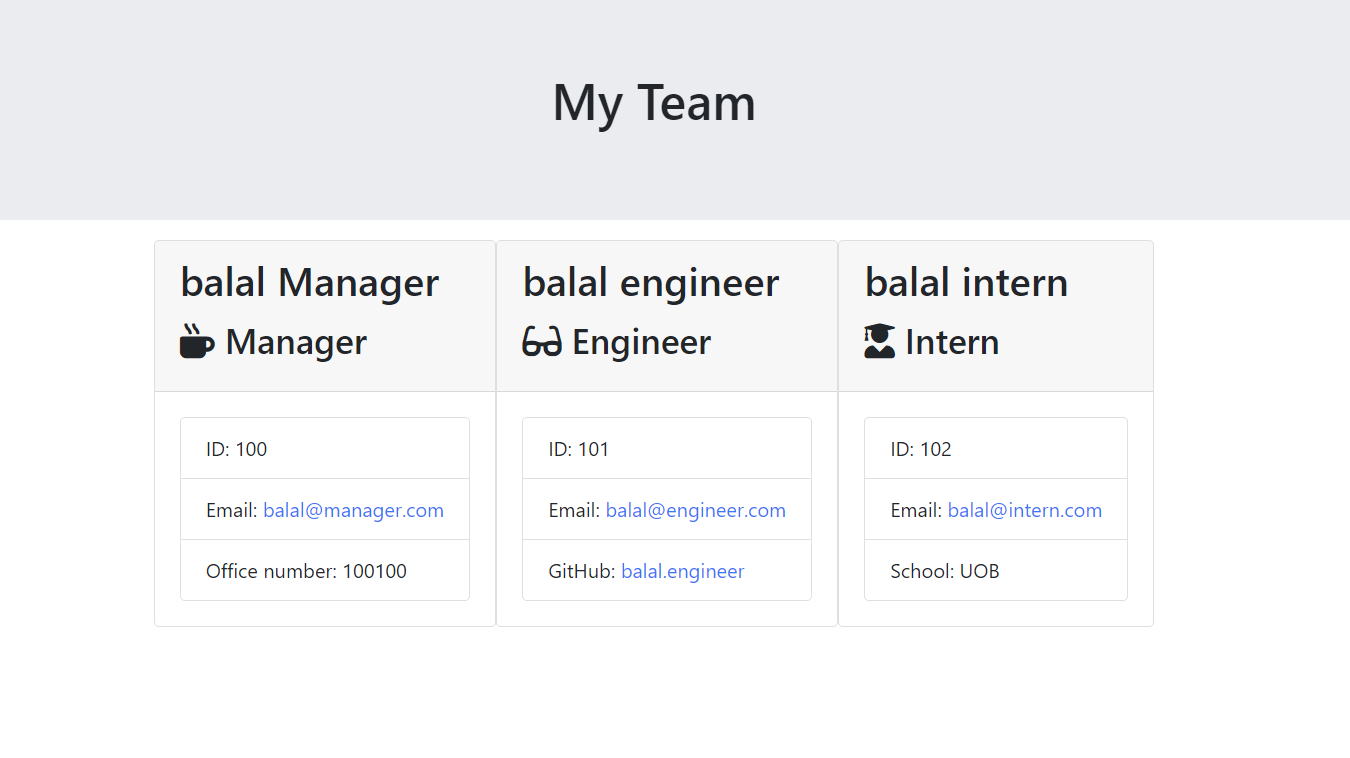 My Team
balal Manager
Manager
ID: 100
Email: balal@manager.com
Office number: 100100
balal engineer
Engineer
ID: 101
Email: balal@engineer.com
GitHub: balal.engineer
balal intern
Intern
ID: 102
Email: balal@intern.com
School: UOB